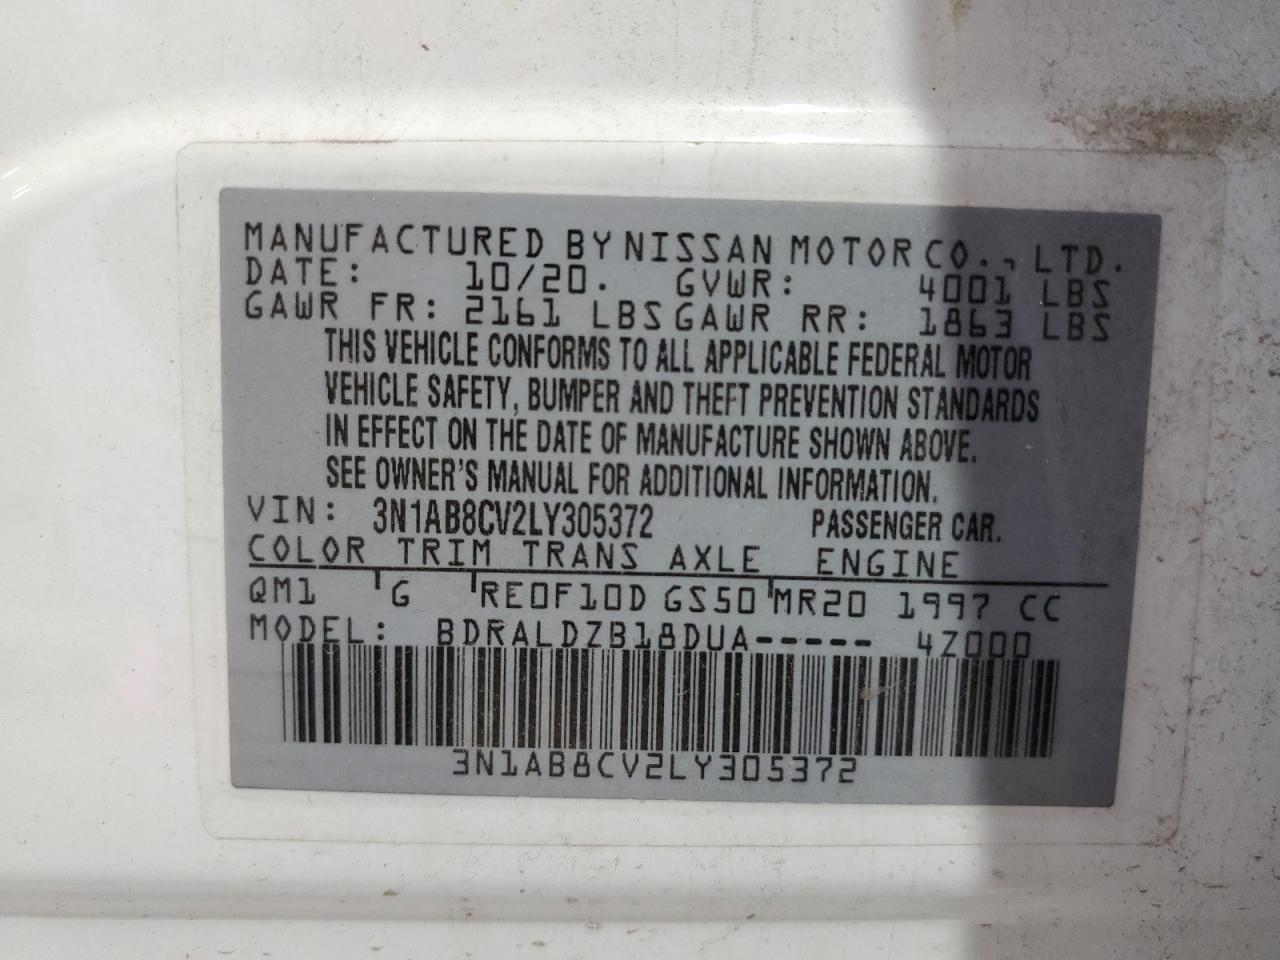 MANUFACTURED BY NISSAN MOTOR CO., LTD.
DATE: 10/20. GVWR: 4001 LBS
GAWR FR: 2161 LBS GAWR RR: 1863 LBS
THIS VEHICLE CONFORMS TO ALL APPLICABLE FEDERAL MOTOR
VEHICLE SAFETY, BUMPER AND THEFT PREVENTION STANDARDS
IN EFFECT ON THE DATE OF MANUFACTURE SHOWN ABOVE.
SEE OWNER'S MANUAL FOR ADDITIONAL INFORMATION.
VIN: 3N1AB8CV2LY305372 PASSENGER CAR.
COLOR TRIM TRANS AXLE ENGINE
QM1 G RE0F10D GS50 MR20 1997 CC
MODEL: BDRALDZB18DUA----- 4Z000
3N1AB8CV2LY305372